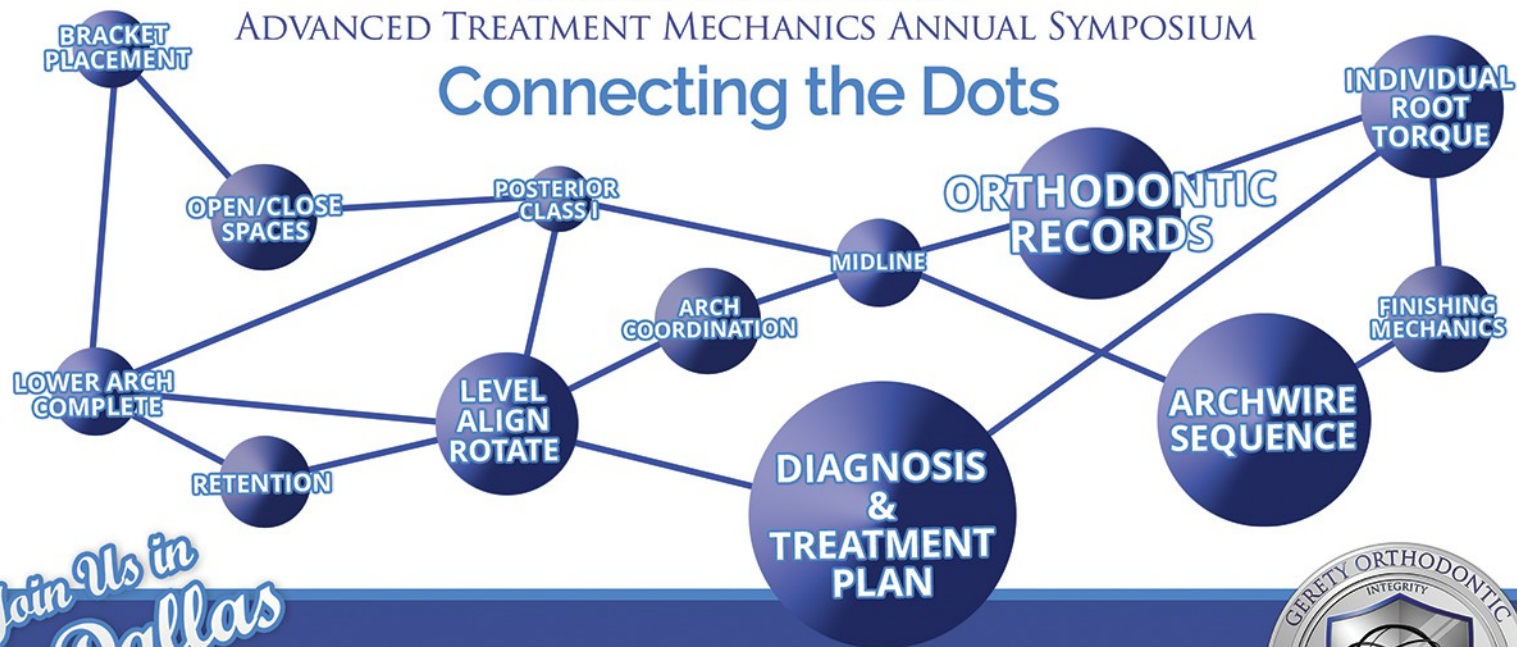 ADVANCED TREATMENT MECHANICS ANNUAL SYMPOSIUM
Connecting the Dots
BRACKET
PLACEMENT
OPEN/CLOSE
SPACES
POSTERIOR
CLASS I
MIDLINE
ORTHODONTIC
RECORDS
INDIVIDUAL
ROOT
TORQUE
ARCH
COORDINATION
FINISHING
MECHANICS
LOWER ARCH
COMPLETE
LEVEL
ALIGN
ROTATE
RETENTION
DIAGNOSIS
&
TREATMENT
PLAN
ARCHWIRE
SEQUENCE
Join Us in
Dallas
GERETY ORTHODONTIC
INTEGRITY